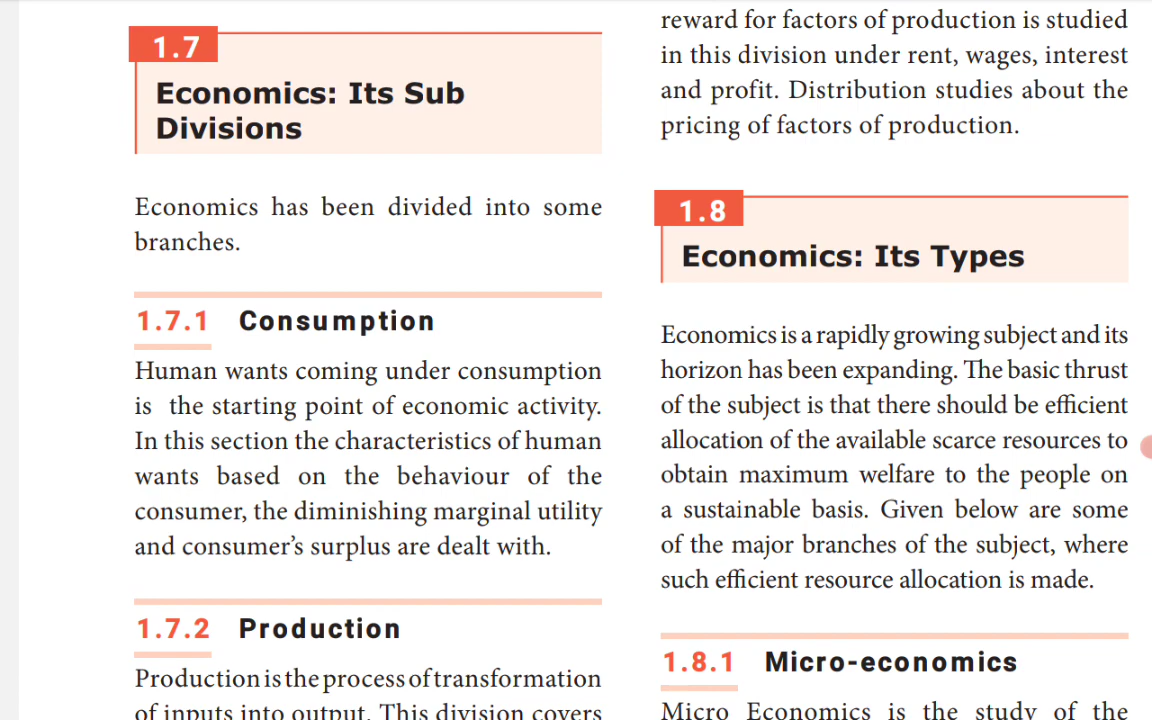 1.7
Economics: Its Sub
Divisions
Economics has been divided into some
branches.
1.7.1 Consumption
Human wants coming under consumption
is the starting point of economic activity.
In this section the characteristics of human
wants based on the behaviour of the
consumer, the diminishing marginal utility
and consumer’s surplus are dealt with.
1.7.2 Production
Production is the process of transformation
of inputs into output. This division covers
reward for factors of production is studied
in this division under rent, wages, interest
and profit. Distribution studies about the
pricing of factors of production.
1.8
Economics: Its Types
Economics is a rapidly growing subject and its
horizon has been expanding. The basic thrust
of the subject is that there should be efficient
allocation of the available scarce resources to
obtain maximum welfare to the people on
a sustainable basis. Given below are some
of the major branches of the subject, where
such efficient resource allocation is made.
1.8.1 Micro-economics
Micro Economics is the study of the